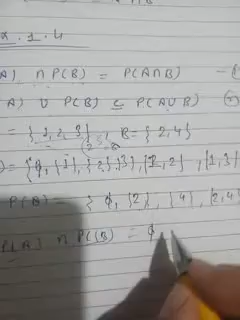 x. 1.4
A) ∩ P(B) = P(A∩B)
A) ∪ P(B) ⊆ P(A∪B)
= {1, 2, 3}, B = {2,4}
) = {φ, {1}, {2}, {3}, {1,2}, {1,3}
P(B) = {φ, {2}, {4}, {2,4}
P(A) ∩ P(B) = φ,